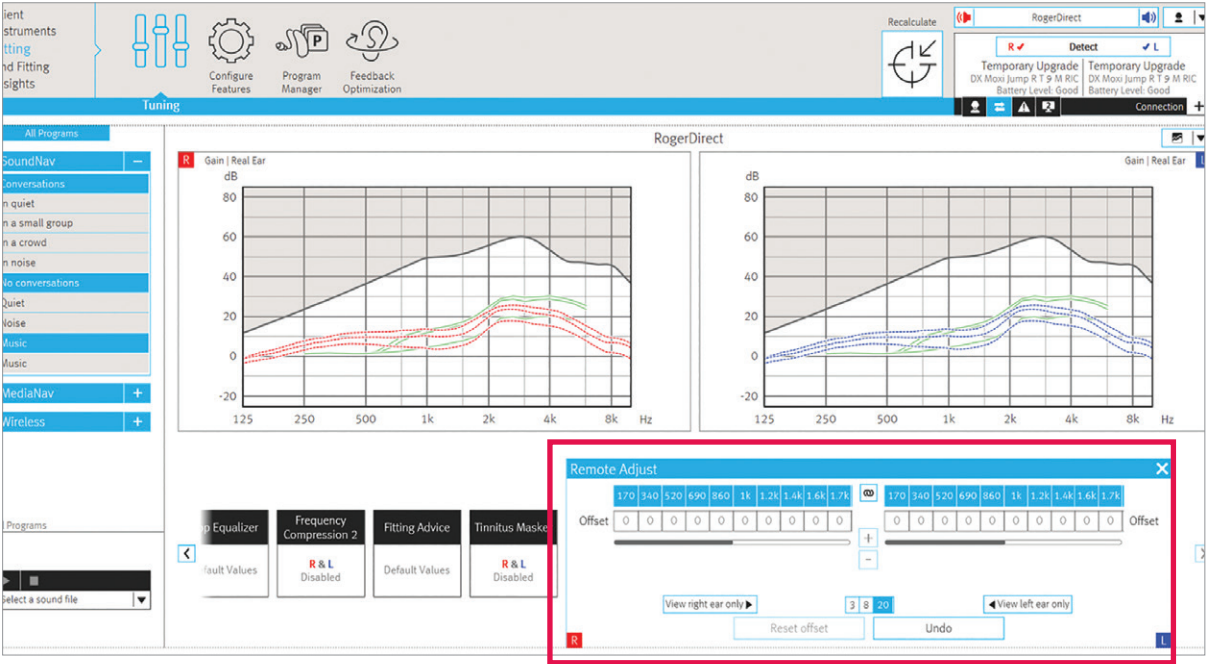 ient
struments
tting
nd Fitting
sights
Configure
Features
Program
Manager
Feedback
Optimization
P
Tuning
Recalculate
RogerDirect
R ✔ Detect ✔ L
Temporary Upgrade
DX Moxi Jump R T 9 M RIC
Battery Level: Good
Temporary Upgrade
DX Moxi Jump R T 9 M RIC
Battery Level: Good
Connection +
All Programs
SoundNav −
Conversations
n quiet
n a small group
n a crowd
n noise
No conversations
Quiet
Noise
Music
Music
MediaNav +
Wireless +
l Programs
Select a sound file
RogerDirect
R Gain | Real Ear
dB
80
60
40
20
0
-20
125 250 500 1k 2k 4k 8k Hz
Gain | Real Ear L
dB
80
60
40
20
0
-20
125 250 500 1k 2k 4k 8k Hz
p Equalizer
fault Values
Frequency
Compression 2
R & L
Disabled
Fitting Advice
Default Values
Tinnitus Maske
R & L
Disabled
Remote Adjust X
170 340 520 690 860 1k 1.2k 1.4k 1.6k 1.7k 170 340 520 690 860 1k 1.2k 1.4k 1.6k 1.7k
Offset 0 0 0 0 0 0 0 0 0 0 0 0 0 0 0 0 0 0 0 0 Offset
+
−
View right ear only 3 8 20 View left ear only
Reset offset Undo
R L